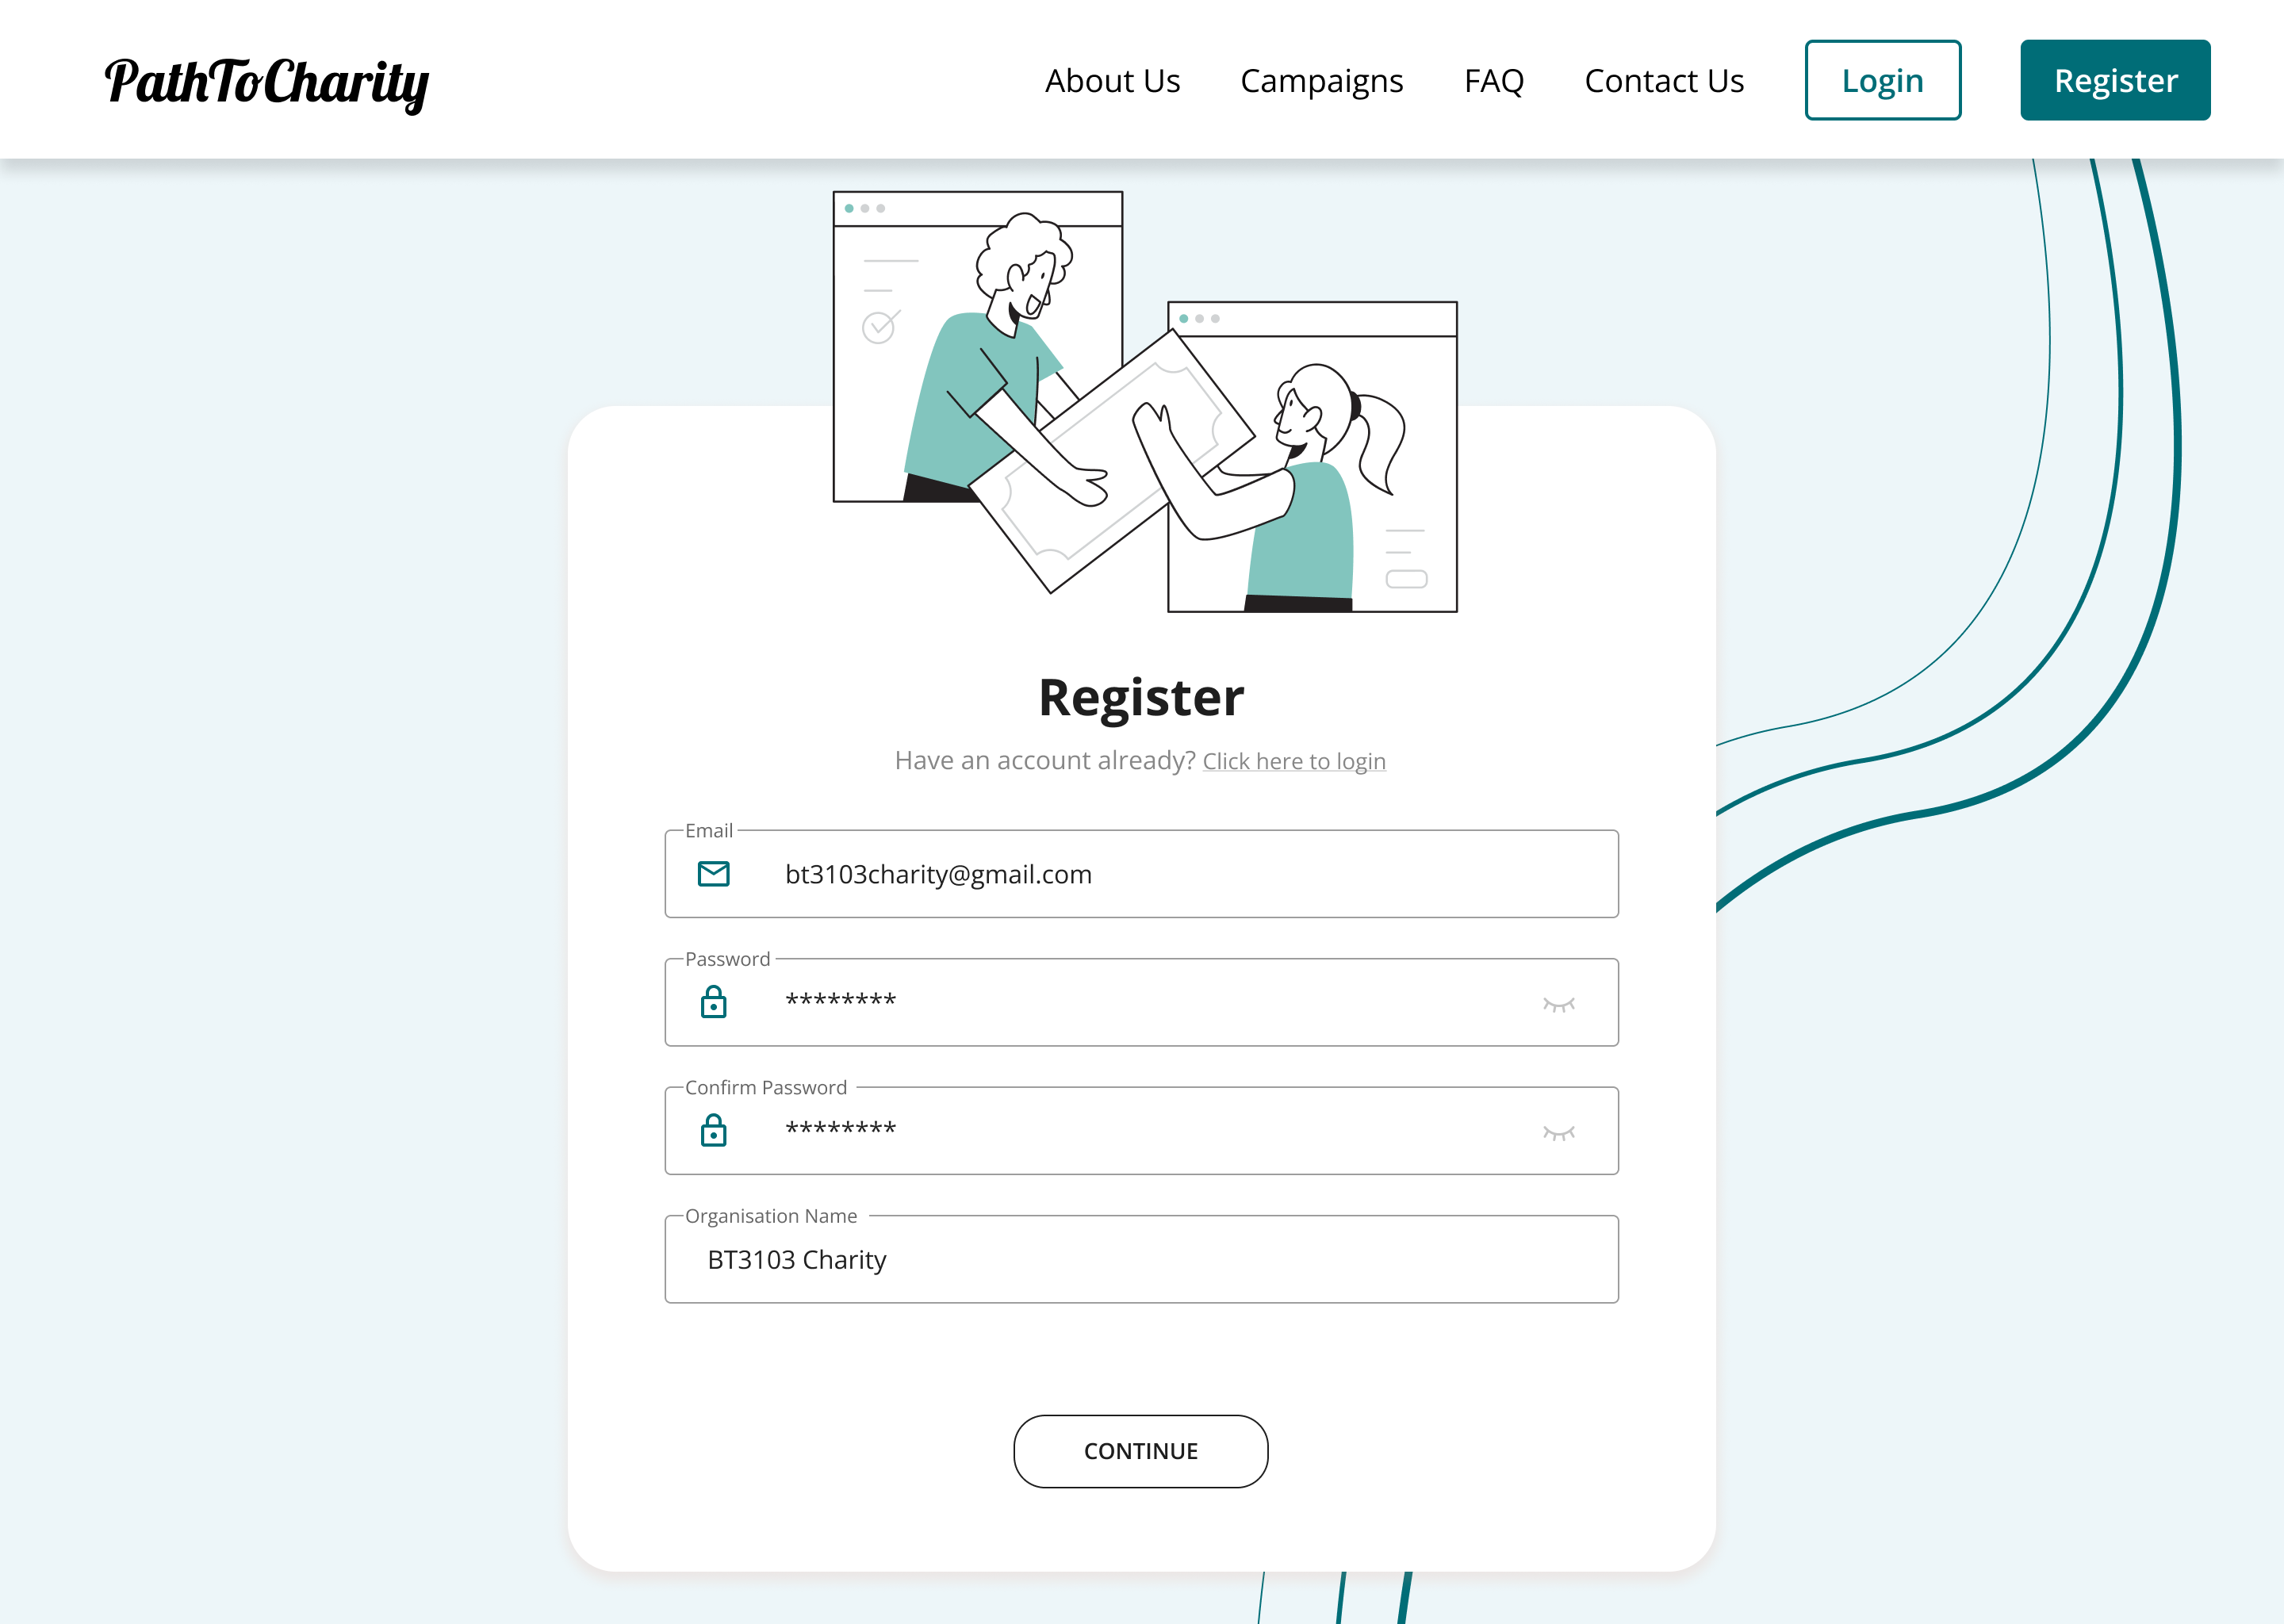 PathToCharity
About Us Campaigns FAQ Contact Us Login Register
Register
Have an account already? Click here to login
Email
bt3103charity@gmail.com
Password
********
Confirm Password
********
Organisation Name
BT3103 Charity
CONTINUE